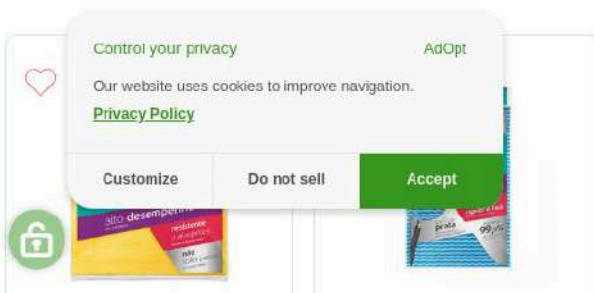 Control your privacy
AdOpt
Our website uses cookies to improve navigation.
Privacy Policy
Customize
Do not sell
Accept
alto desempenho
resistente
não
prata
99,9%